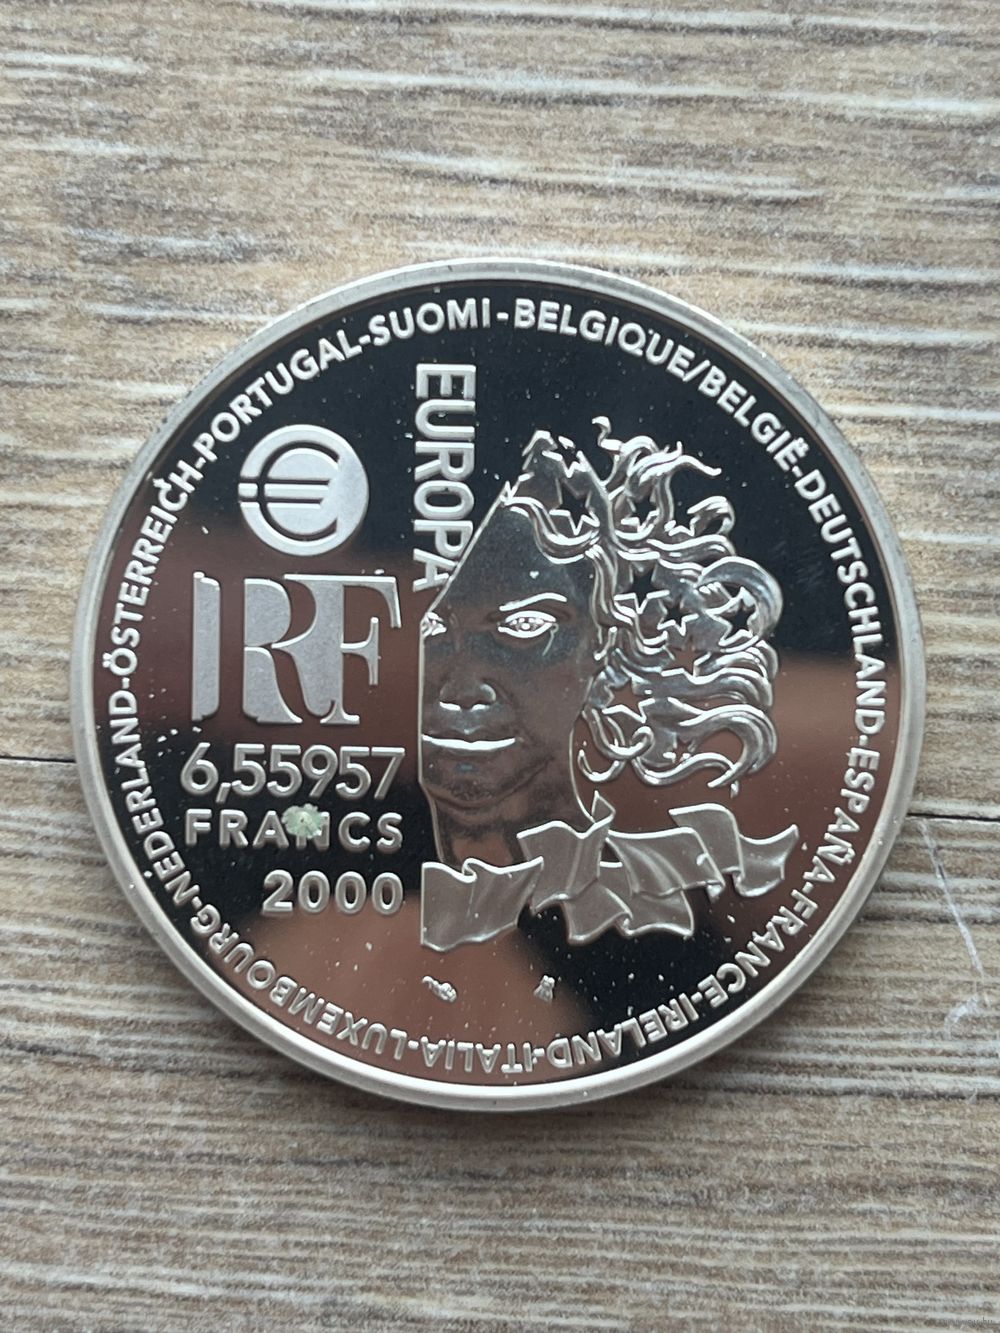 BELGIQUE/BELGIË-DEUTSCHLAND-ESPAÑA-FRANCE-IRELAND-ITALIA-LUXEMBOURG-NEDERLAND-ÖSTERREICH-PORTUGAL-SUOMI-
EUROPA
€
RF
6,55957
FRANCS
2000